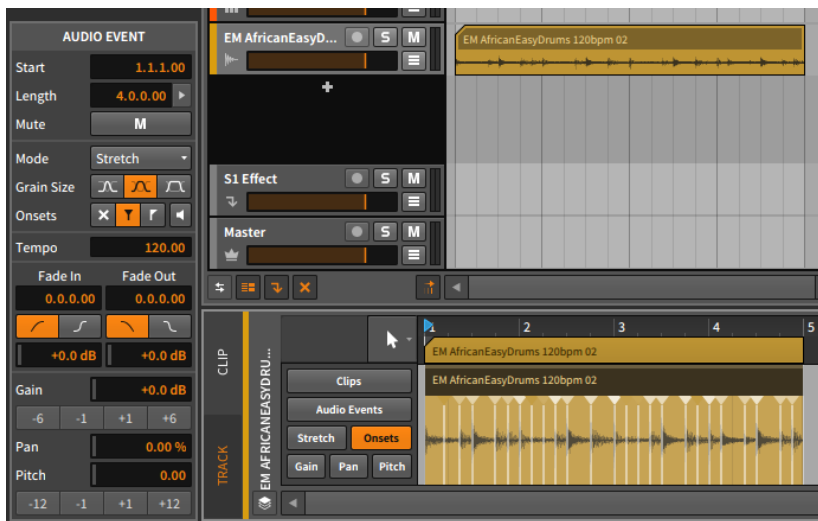 AUDIO EVENT
Start 1.1.1.00
Length 4.0.0.00
Mute M
Mode Stretch
Grain Size
Onsets
Tempo 120.00
Fade In Fade Out
0.0.0.00 0.0.0.00
+0.0 dB +0.0 dB
Gain +0.0 dB
-6 -1 +1 +6
Pan 0.00 %
Pitch 0.00
-12 -1 +1 +12
EM AfricanEasyD... S M
EM AfricanEasyDrums 120bpm 02
+
S1 Effect S M
Master S M
CLIP
TRACK
EM AFRICANEASYDRU...
Clips
Audio Events
Stretch Onsets
Gain Pan Pitch
1 2 3 4 5
EM AfricanEasyDrums 120bpm 02
EM AfricanEasyDrums 120bpm 02